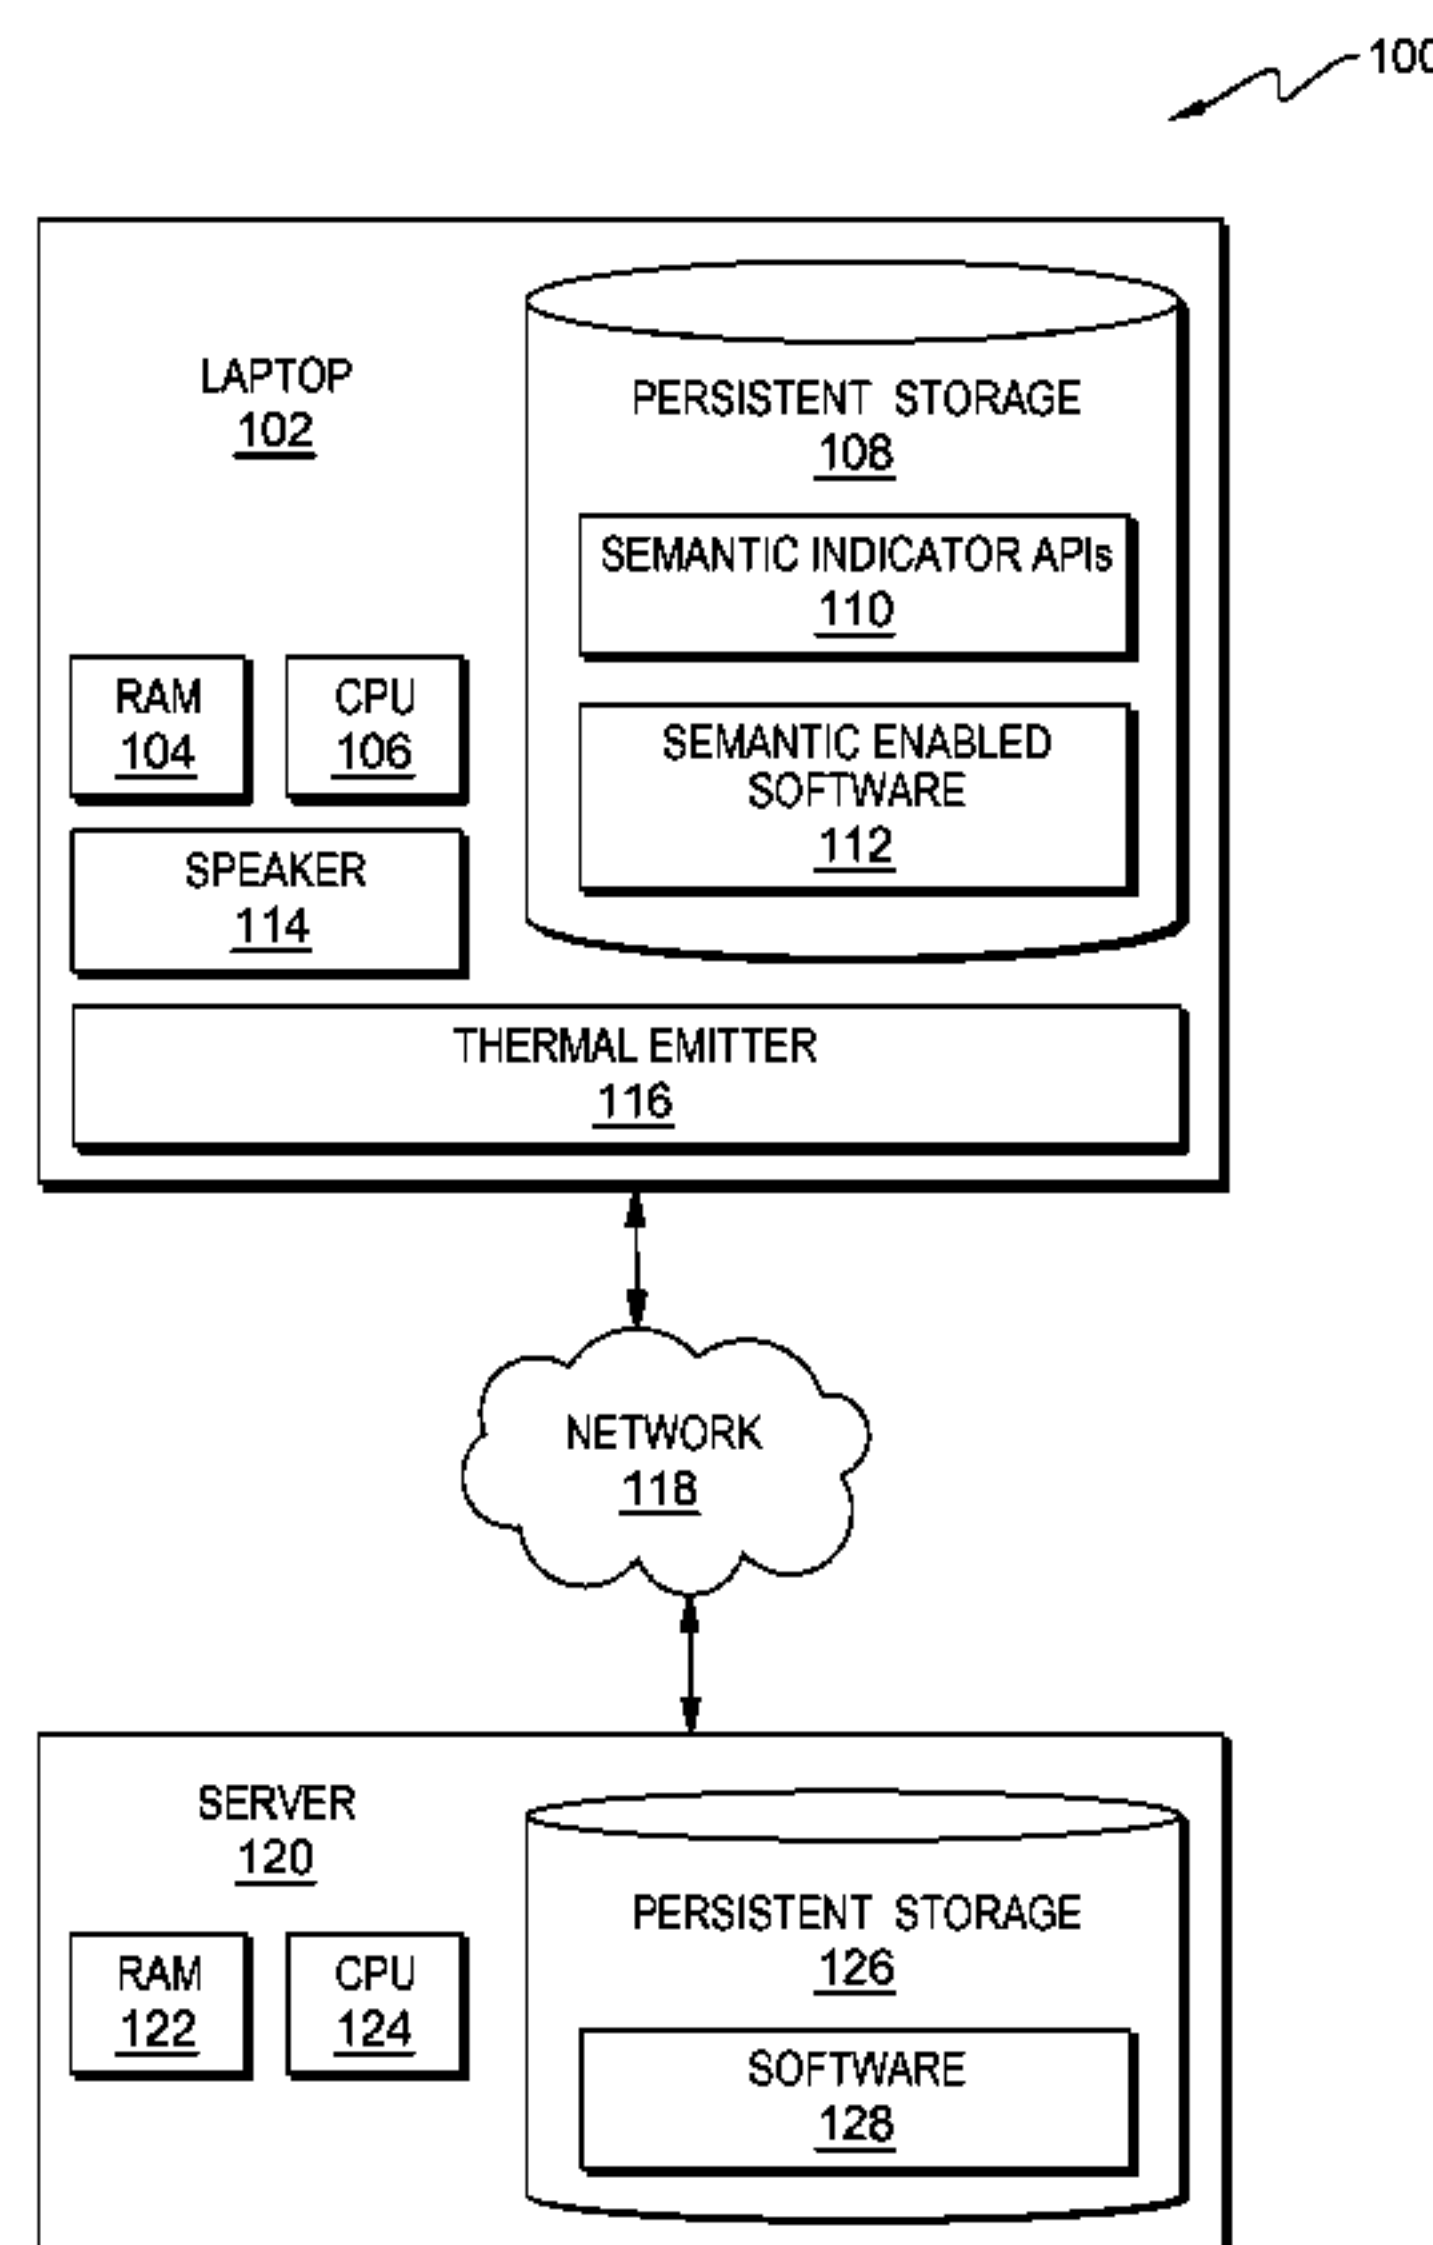 100
LAPTOP
102
PERSISTENT STORAGE
108
SEMANTIC INDICATOR APIs
110
RAM
104
CPU
106
SEMANTIC ENABLED
SOFTWARE
112
SPEAKER
114
THERMAL EMITTER
116
NETWORK
118
SERVER
120
PERSISTENT STORAGE
126
RAM
122
CPU
124
SOFTWARE
128